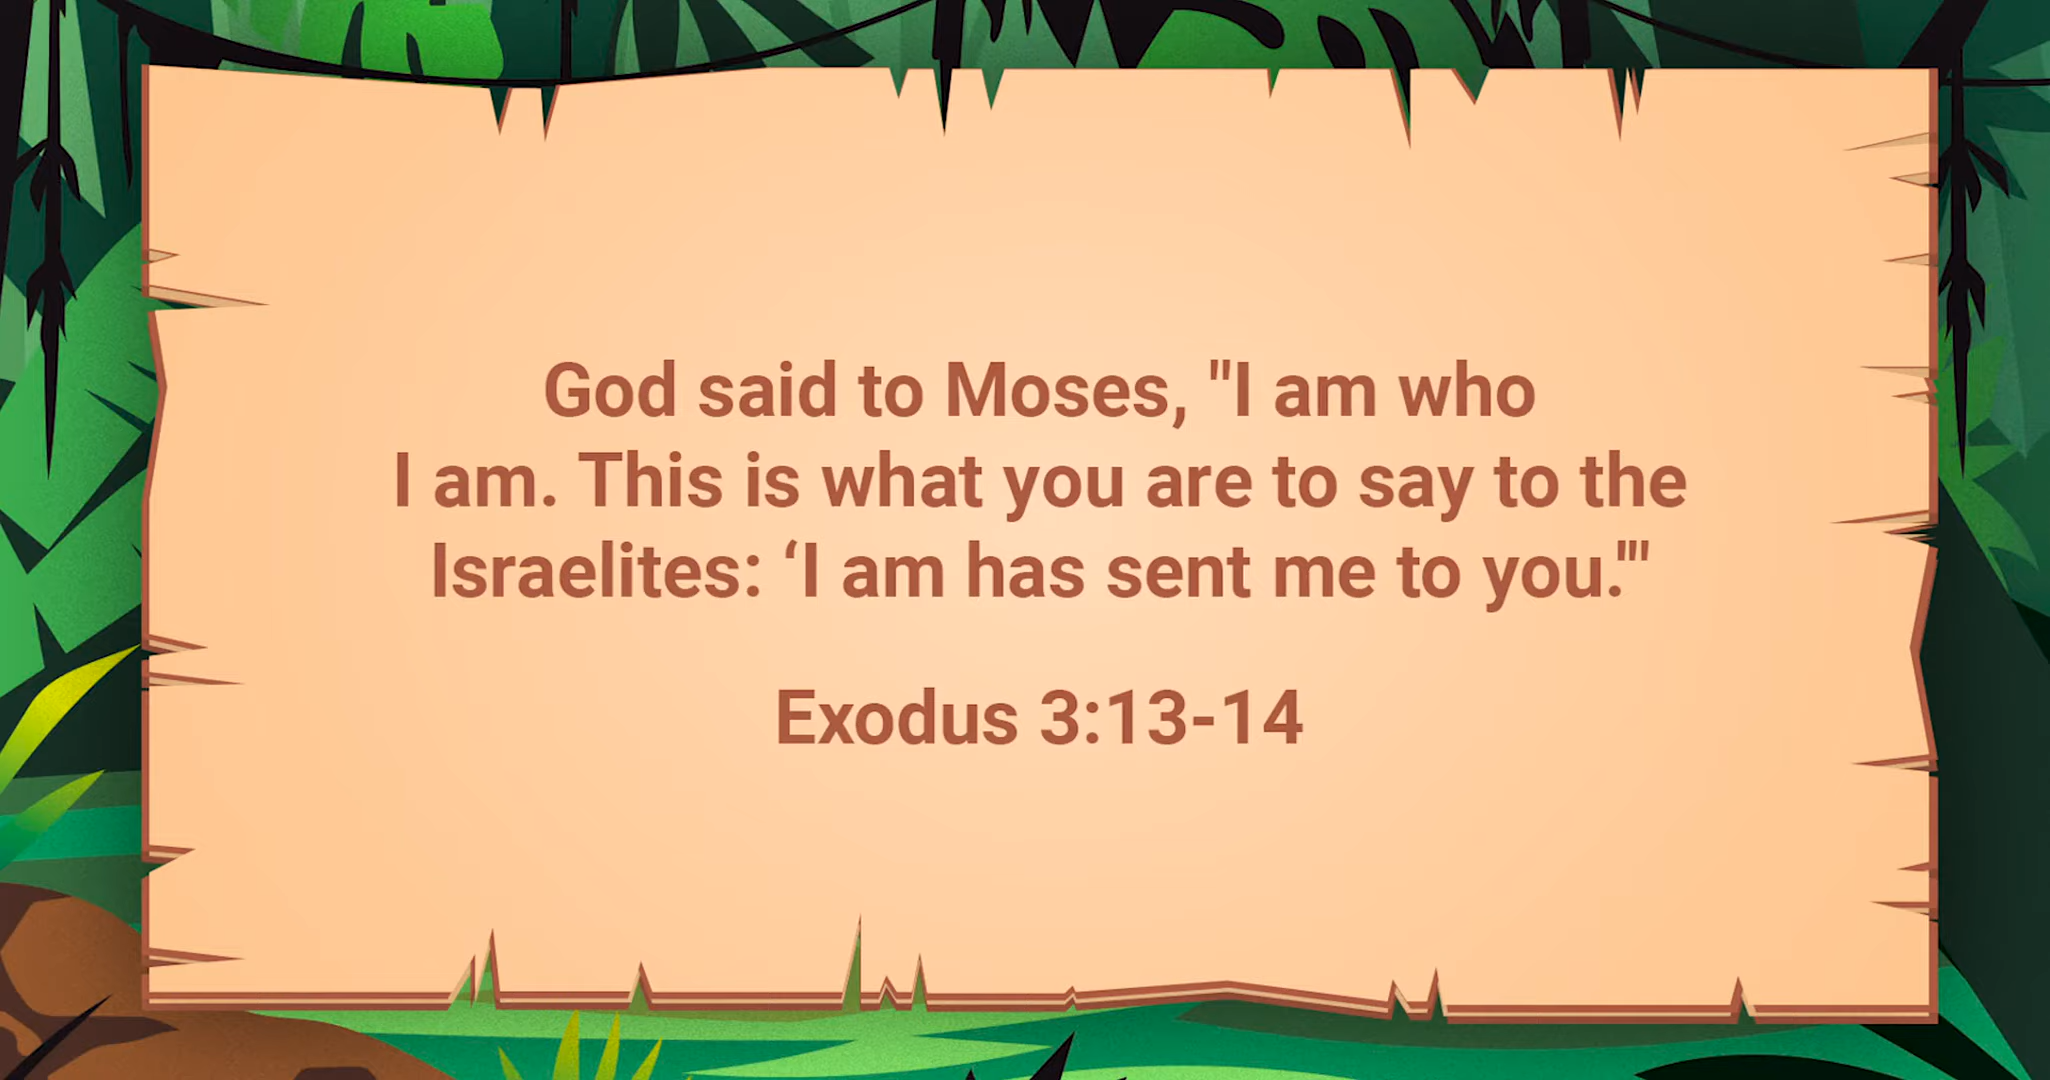 God said to Moses, "I am who
I am. This is what you are to say to the
Israelites: ‘I am has sent me to you.'"
Exodus 3:13-14